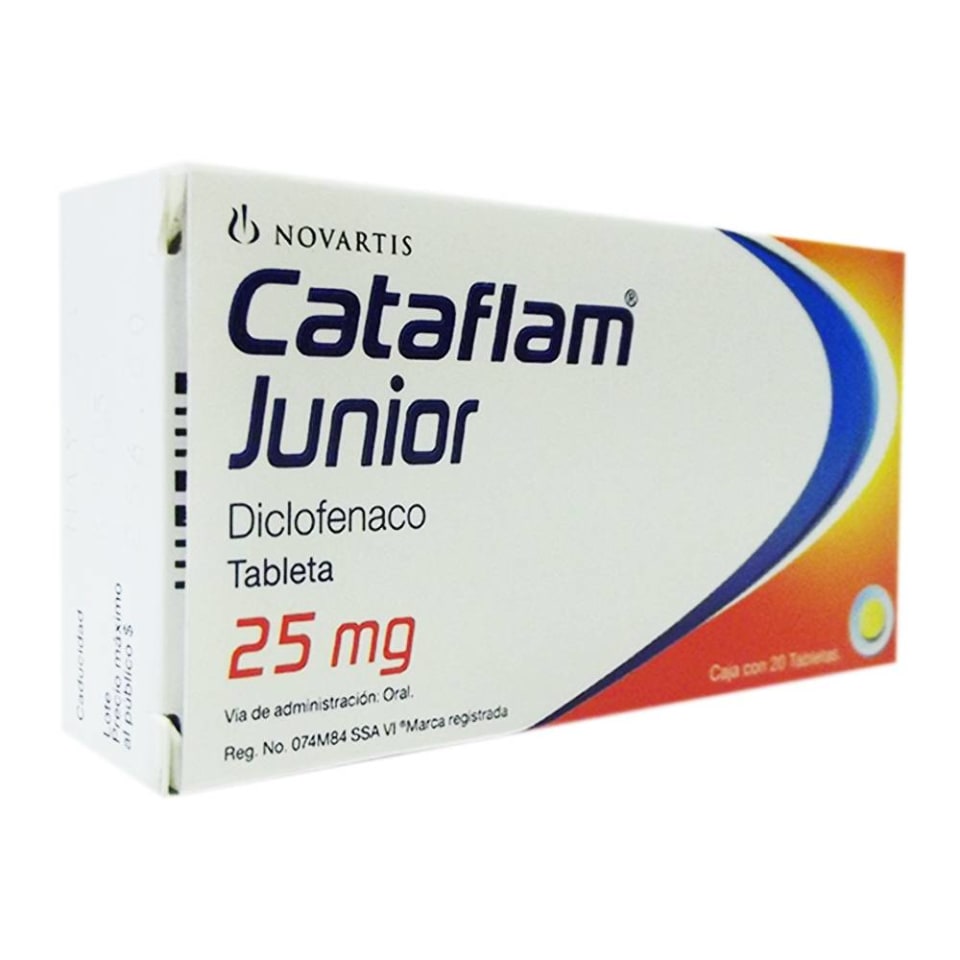 NOVARTIS
Cataflam®
Junior
Diclofenaco
Tableta
25 mg
Vía de administración: Oral.
Reg. No. 074M84 SSA VI ®Marca registrada
Caja con 20 Tabletas.
Caducidad
Lote
Precio máximo
al público $